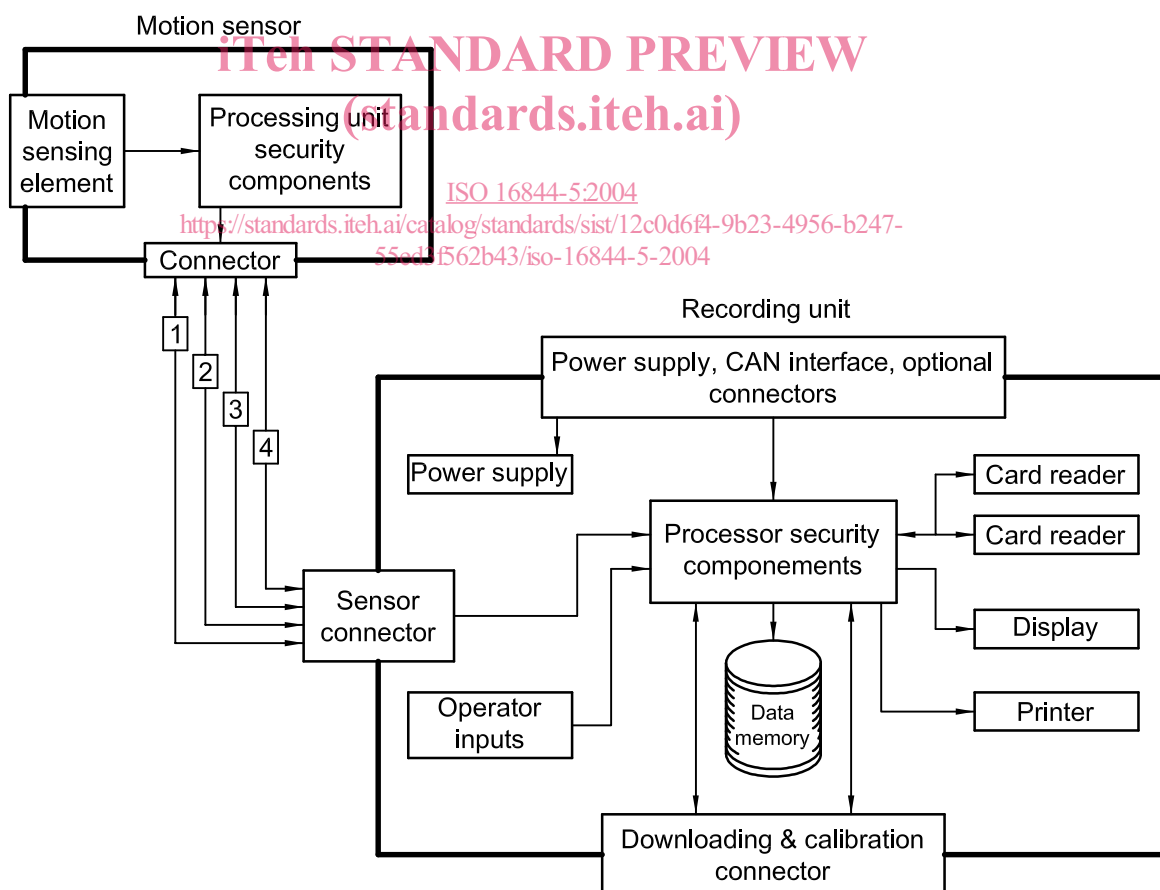 Motion sensor
iTeh STANDARD PREVIEW
(standards.iteh.ai)
Motion
sensing
element
Processing unit
security
components
ISO 16844-5:2004
https://standards.iteh.ai/catalog/standards/sist/12c0d6f4-9b23-4956-b247-
55ed3f562b43/iso-16844-5-2004
Connector
1
2
3
4
Recording unit
Power supply, CAN interface, optional
connectors
Power supply
Card reader
Card reader
Processor security
componements
Sensor
connector
Display
Operator
inputs
Data
memory
Printer
Downloading & calibration
connector